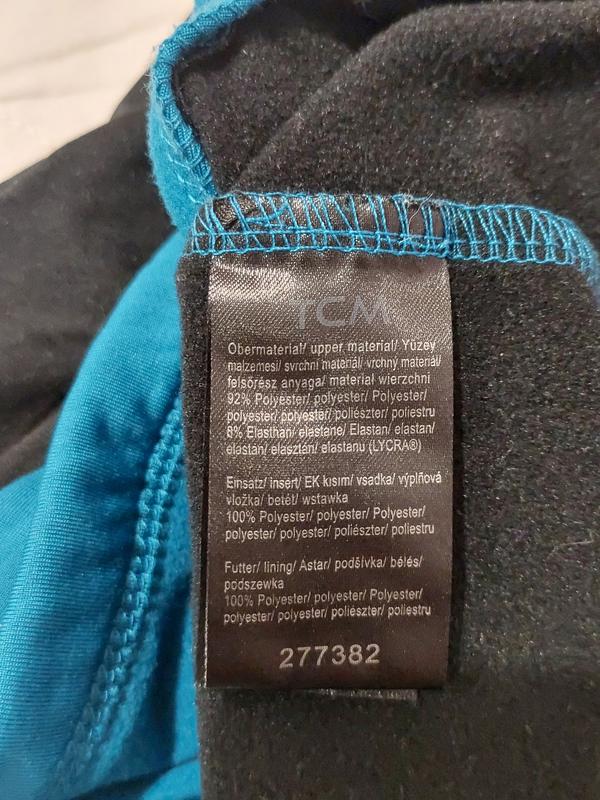 TCM
Obermaterial/ upper material/ Yüzey
malzemesi/ svrchní materiál/ vrchný materiál/
felsőrész anyaga/ materiał wierzchni
92% Polyester/ polyester/ Polyester/
polyester/ polyester/ poliészter/ poliestru
8% Elasthan/ elastane/ Elastan/ elastan/
elastan/ elasztán/ elastanu (LYCRA®)
Einsatz/ insert/ EK kısım/ vsadka/ výplňová
vložka/ betét/ wstawka
100% Polyester/ polyester/ Polyester/
polyester/ polyester/ poliészter/ poliestru
Futter/ lining/ Astar/ podšívka/ bélés/
podszewka
100% Polyester/ polyester/ Polyester/
polyester/ polyester/ poliészter/ poliestru
277382